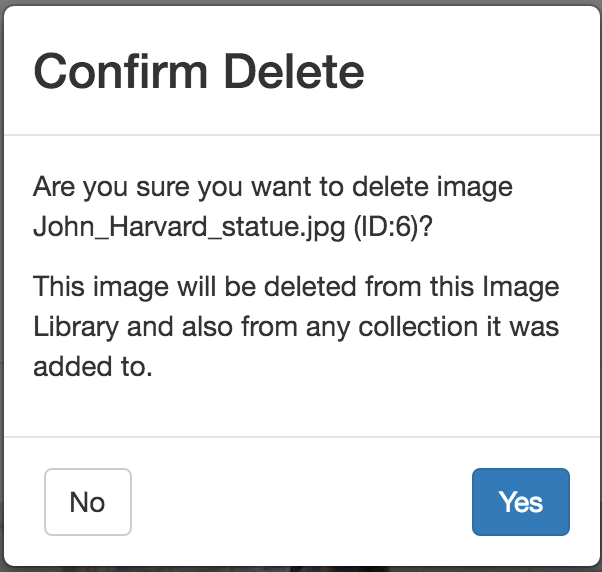 Confirm Delete
Are you sure you want to delete image
John_Harvard_statue.jpg (ID:6)?
This image will be deleted from this Image
Library and also from any collection it was
added to.
No
Yes